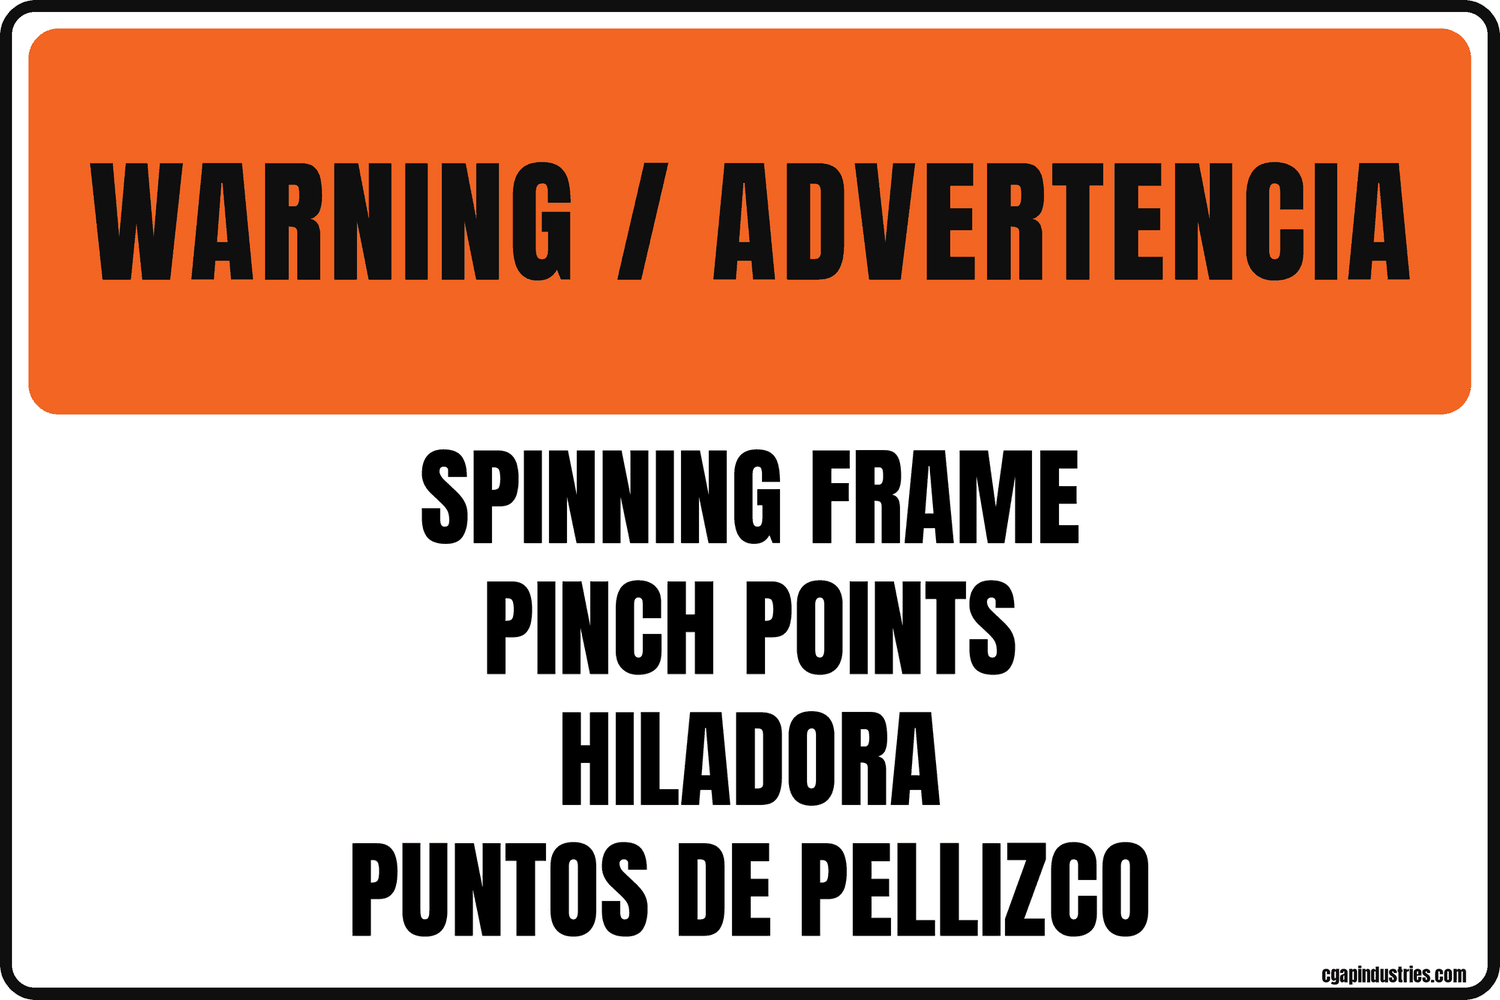 WARNING / ADVERTENCIA
SPINNING FRAME
PINCH POINTS
HILADORA
PUNTOS DE PELLIZCO
cgapindustries.com